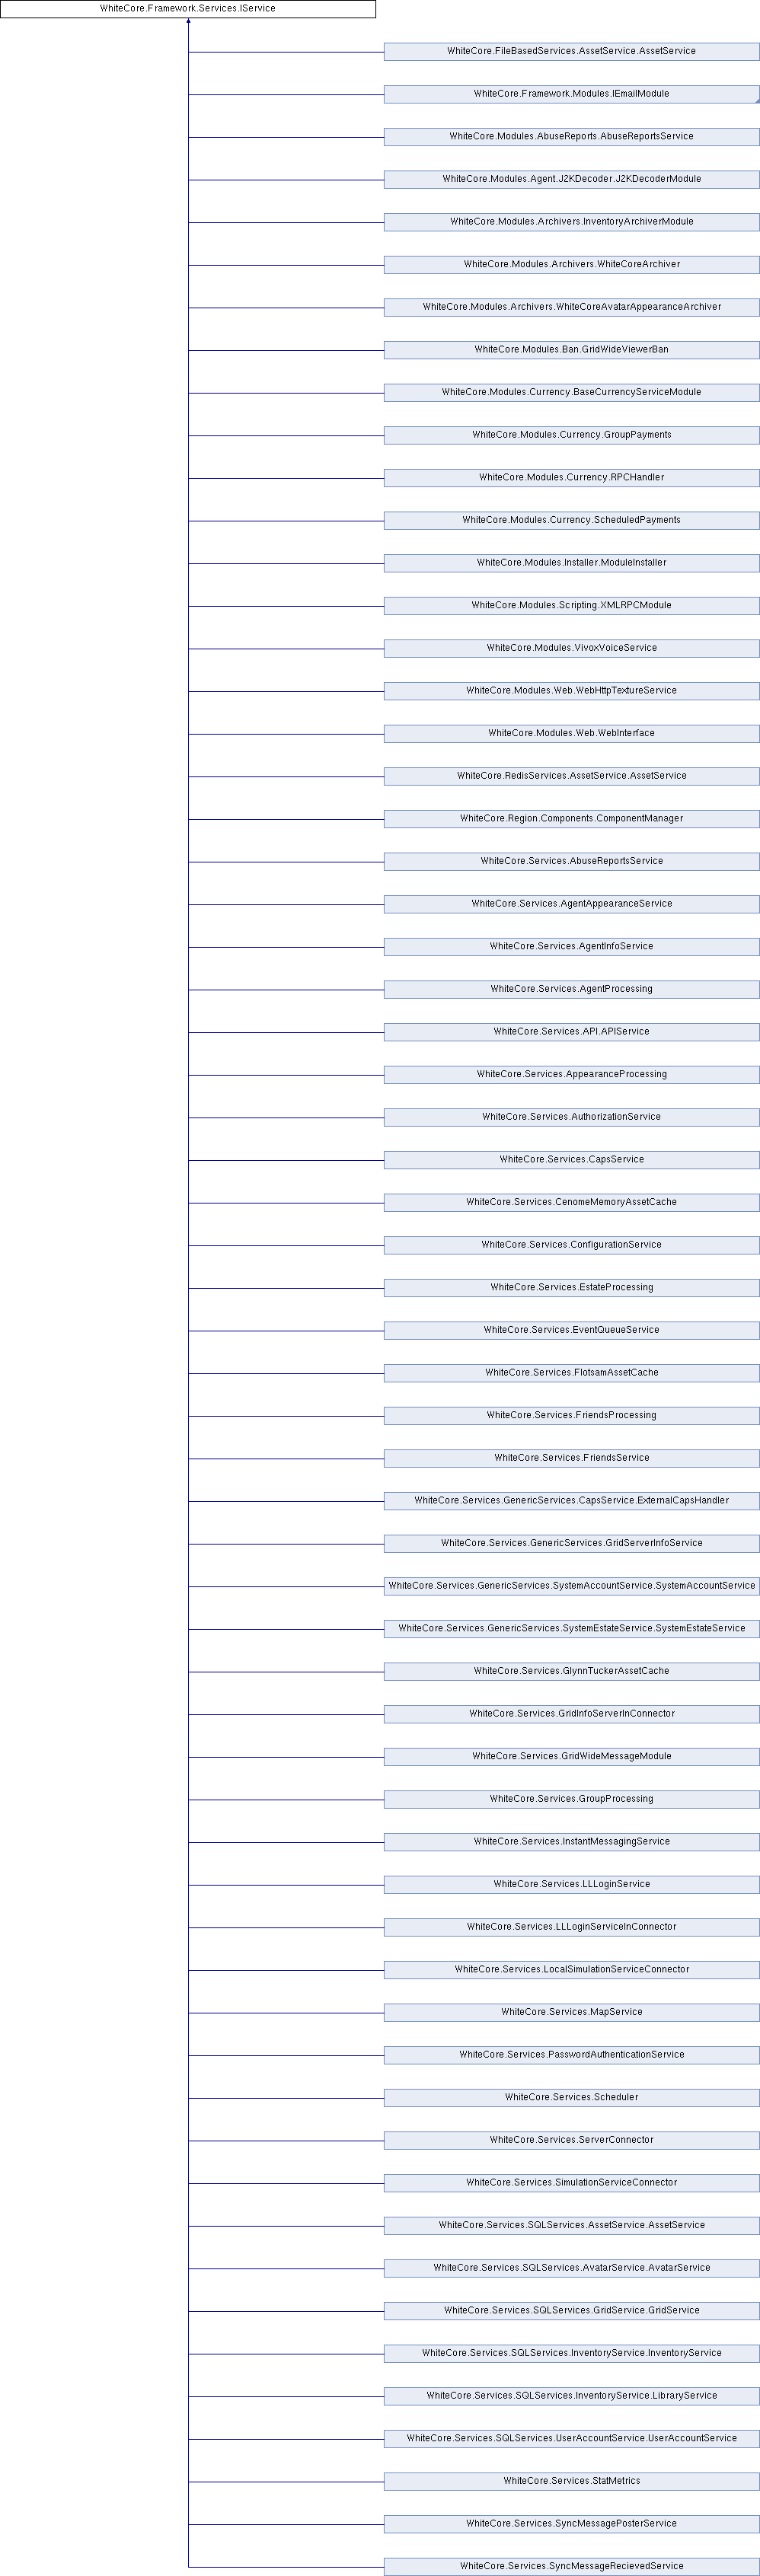 WhiteCore.Framework.Services.IService
WhiteCore.FileBasedServices.AssetService.AssetService
WhiteCore.Framework.Modules.IEmailModule
WhiteCore.Modules.AbuseReports.AbuseReportsService
WhiteCore.Modules.Agent.J2KDecoder.J2KDecoderModule
WhiteCore.Modules.Archivers.InventoryArchiverModule
WhiteCore.Modules.Archivers.WhiteCoreArchiver
WhiteCore.Modules.Archivers.WhiteCoreAvatarAppearanceArchiver
WhiteCore.Modules.Ban.GridWideViewerBan
WhiteCore.Modules.Currency.BaseCurrencyServiceModule
WhiteCore.Modules.Currency.GroupPayments
WhiteCore.Modules.Currency.RPCHandler
WhiteCore.Modules.Currency.ScheduledPayments
WhiteCore.Modules.Installer.ModuleInstaller
WhiteCore.Modules.Scripting.XMLRPCModule
WhiteCore.Modules.VivoxVoiceService
WhiteCore.Modules.Web.WebHttpTextureService
WhiteCore.Modules.Web.WebInterface
WhiteCore.RedisServices.AssetService.AssetService
WhiteCore.Region.Components.ComponentManager
WhiteCore.Services.AbuseReportsService
WhiteCore.Services.AgentAppearanceService
WhiteCore.Services.AgentInfoService
WhiteCore.Services.AgentProcessing
WhiteCore.Services.API.APIService
WhiteCore.Services.AppearanceProcessing
WhiteCore.Services.AuthorizationService
WhiteCore.Services.CapsService
WhiteCore.Services.CenomeMemoryAssetCache
WhiteCore.Services.ConfigurationService
WhiteCore.Services.EstateProcessing
WhiteCore.Services.EventQueueService
WhiteCore.Services.FlotsamAssetCache
WhiteCore.Services.FriendsProcessing
WhiteCore.Services.FriendsService
WhiteCore.Services.GenericServices.CapsService.ExternalCapsHandler
WhiteCore.Services.GenericServices.GridServerInfoService
WhiteCore.Services.GenericServices.SystemAccountService.SystemAccountService
WhiteCore.Services.GenericServices.SystemEstateService.SystemEstateService
WhiteCore.Services.GlynnTuckerAssetCache
WhiteCore.Services.GridInfoServerInConnector
WhiteCore.Services.GridWideMessageModule
WhiteCore.Services.GroupProcessing
WhiteCore.Services.InstantMessagingService
WhiteCore.Services.LLLoginService
WhiteCore.Services.LLLoginServiceInConnector
WhiteCore.Services.LocalSimulationServiceConnector
WhiteCore.Services.MapService
WhiteCore.Services.PasswordAuthenticationService
WhiteCore.Services.Scheduler
WhiteCore.Services.ServerConnector
WhiteCore.Services.SimulationServiceConnector
WhiteCore.Services.SQLServices.AssetService.AssetService
WhiteCore.Services.SQLServices.AvatarService.AvatarService
WhiteCore.Services.SQLServices.GridService.GridService
WhiteCore.Services.SQLServices.InventoryService.InventoryService
WhiteCore.Services.SQLServices.InventoryService.LibraryService
WhiteCore.Services.SQLServices.UserAccountService.UserAccountService
WhiteCore.Services.StatMetrics
WhiteCore.Services.SyncMessagePosterService
WhiteCore.Services.SyncMessageRecievedService